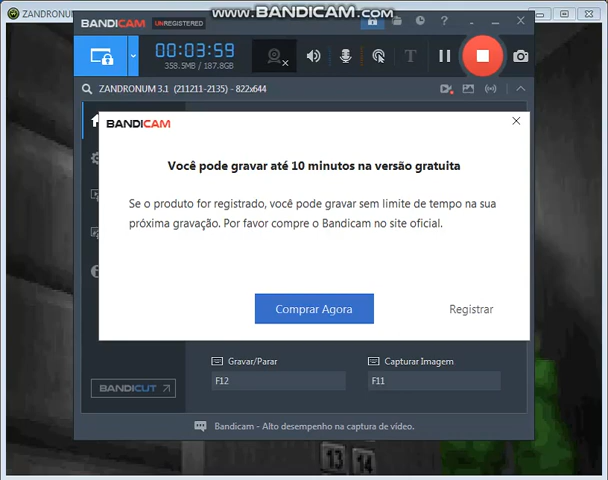 ZANDRONUM
www.BANDICAM.com
BANDICAM UNREGISTERED
00:03:59
358.5MB / 187.8GB
ZANDRONUM 3.1 (211211-2135) - 822x644
BANDICAM
Você pode gravar até 10 minutos na versão gratuita
Se o produto for registrado, você pode gravar sem limite de tempo na sua
próxima gravação. Por favor compre o Bandicam no site oficial.
Comprar Agora
Registrar
Gravar/Parar
Capturar Imagem
F12
F11
BANDICUT
Bandicam - Alto desempenho na captura de vídeo.
13 14